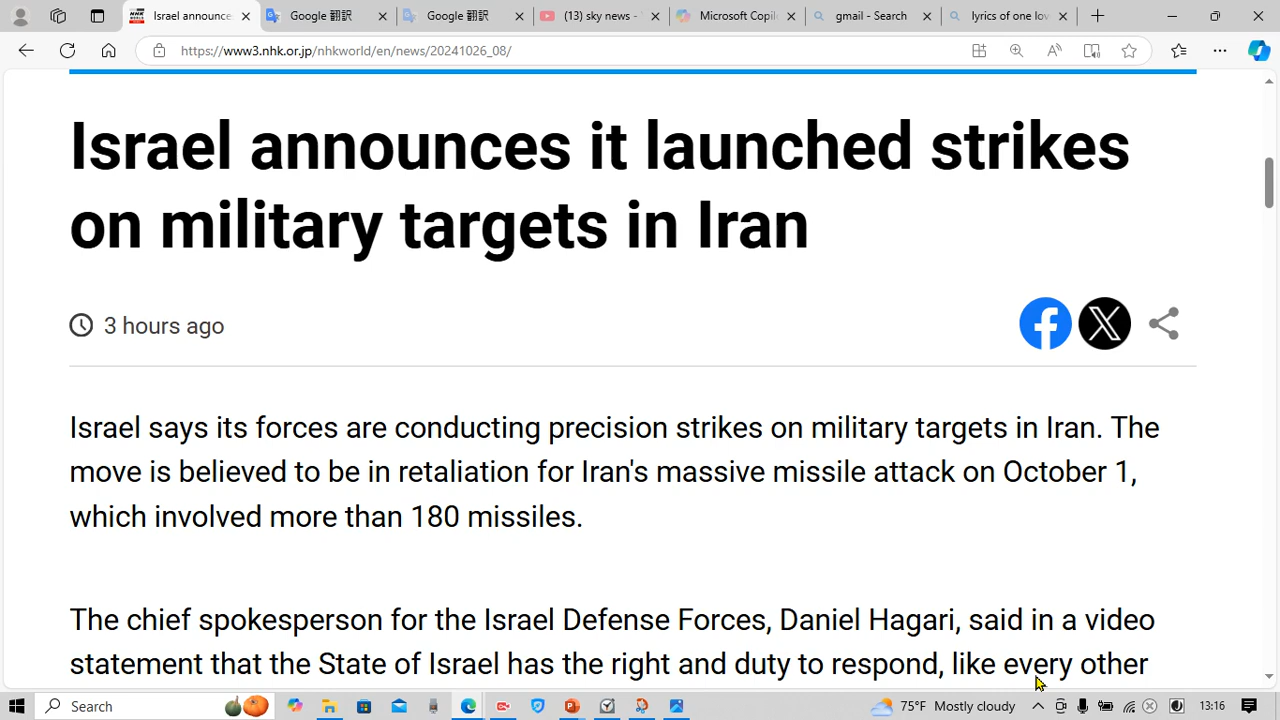 Israel announce
Google 翻訳
Google 翻訳
sky news -
Microsoft Copil
gmail - Search
lyrics of one lov
https://www3.nhk.or.jp/nhkworld/en/news/20241026_08/
Israel announces it launched strikes
on military targets in Iran
3 hours ago
Israel says its forces are conducting precision strikes on military targets in Iran. The
move is believed to be in retaliation for Iran's massive missile attack on October 1,
which involved more than 180 missiles.
The chief spokesperson for the Israel Defense Forces, Daniel Hagari, said in a video
statement that the State of Israel has the right and duty to respond, like every other
Search
75°F Mostly cloudy
13:16